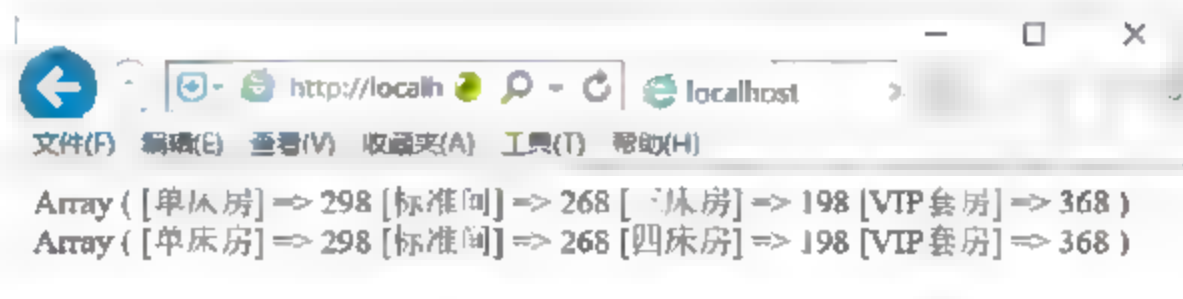 http://localh localhost
文件(F) 编辑(E) 查看(V) 收藏夹(A) 工具(T) 帮助(H)
Array ( [单床房] => 298 [标准间] => 268 [床房] => 198 [VIP套房] => 368 )
Array ( [单床房] => 298 [标准间] => 268 [四床房] => 198 [VIP套房] => 368 )